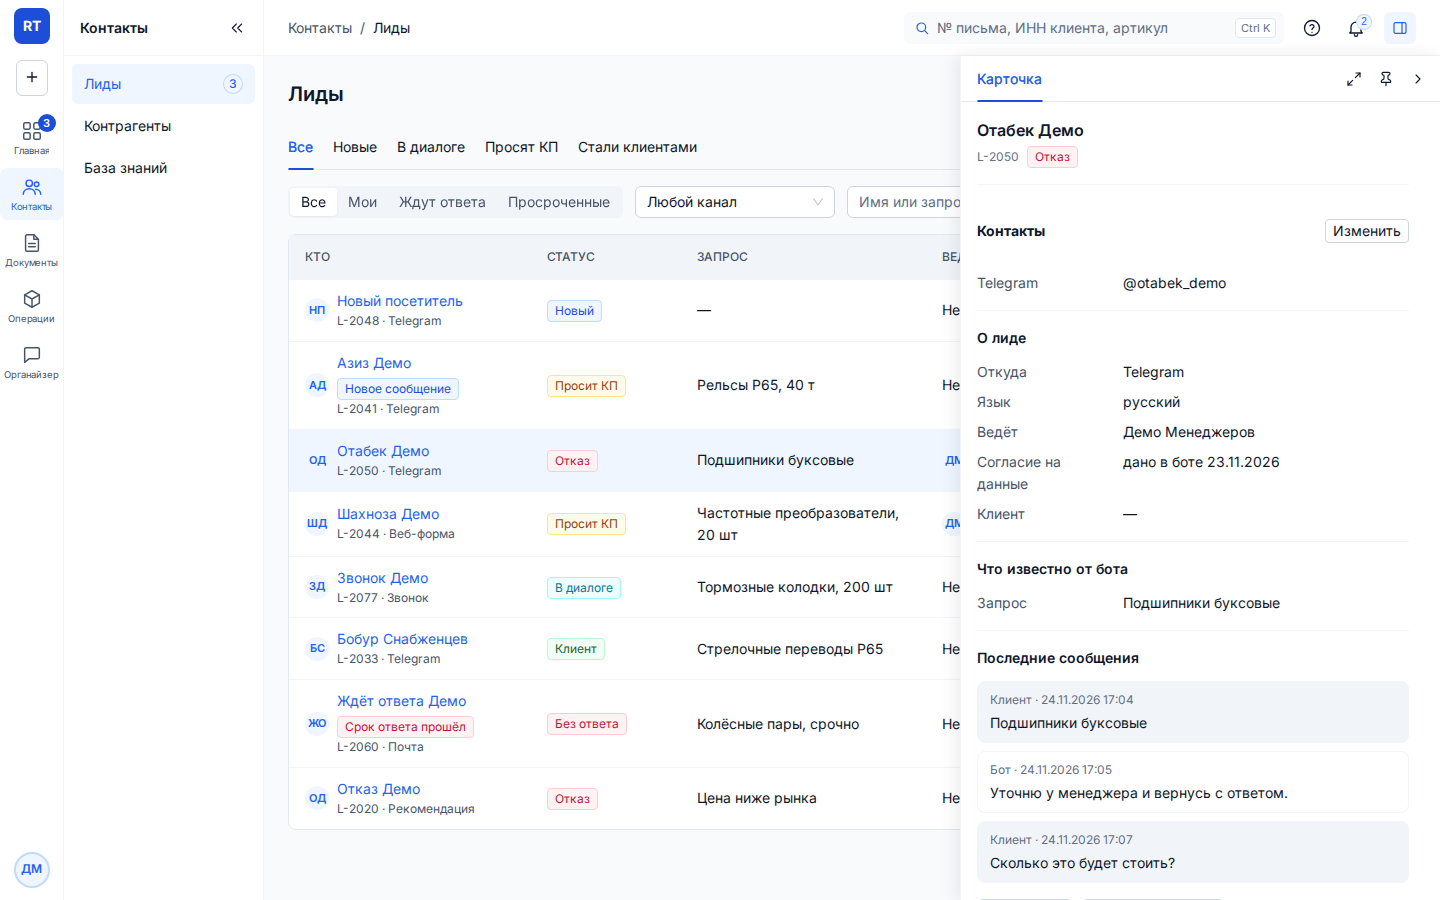 RT
Контакты
Контакты / Лиды
№ письма, ИНН клиента, артикул
Ctrl K
2
3
Главная
Контакты
Документы
Операции
Органайзер
ДМ
Лиды
3
Контрагенты
База знаний
Лиды
Все
Новые
В диалоге
Просят КП
Стали клиентами
Все
Мои
Ждут ответа
Просроченные
Любой канал
Имя или запро
КТО
СТАТУС
ЗАПРОС
ВЕД
НП
Новый посетитель
L-2048 · Telegram
Новый
—
Не
АД
Азиз Демо
Новое сообщение
L-2041 · Telegram
Просит КП
Рельсы Р65, 40 т
Не
ОД
Отабек Демо
L-2050 · Telegram
Отказ
Подшипники буксовые
ДМ
ШД
Шахноза Демо
L-2044 · Веб-форма
Просит КП
Частотные преобразователи,
20 шт
ДМ
ЗД
Звонок Демо
L-2077 · Звонок
В диалоге
Тормозные колодки, 200 шт
Не
БС
Бобур Снабженцев
L-2033 · Telegram
Клиент
Стрелочные переводы Р65
Не
ЖО
Ждёт ответа Демо
Срок ответа прошёл
L-2060 · Почта
Без ответа
Колёсные пары, срочно
Не
ОД
Отказ Демо
L-2020 · Рекомендация
Отказ
Цена ниже рынка
Не
Карточка
Отабек Демо
L-2050
Отказ
Контакты
Изменить
Telegram
@otabek_demo
О лиде
Откуда
Telegram
Язык
русский
Ведёт
Демо Менеджеров
Согласие на
данные
дано в боте 23.11.2026
Клиент
—
Что известно от бота
Запрос
Подшипники буксовые
Последние сообщения
Клиент · 24.11.2026 17:04
Подшипники буксовые
Бот · 24.11.2026 17:05
Уточню у менеджера и вернусь с ответом.
Клиент · 24.11.2026 17:07
Сколько это будет стоить?